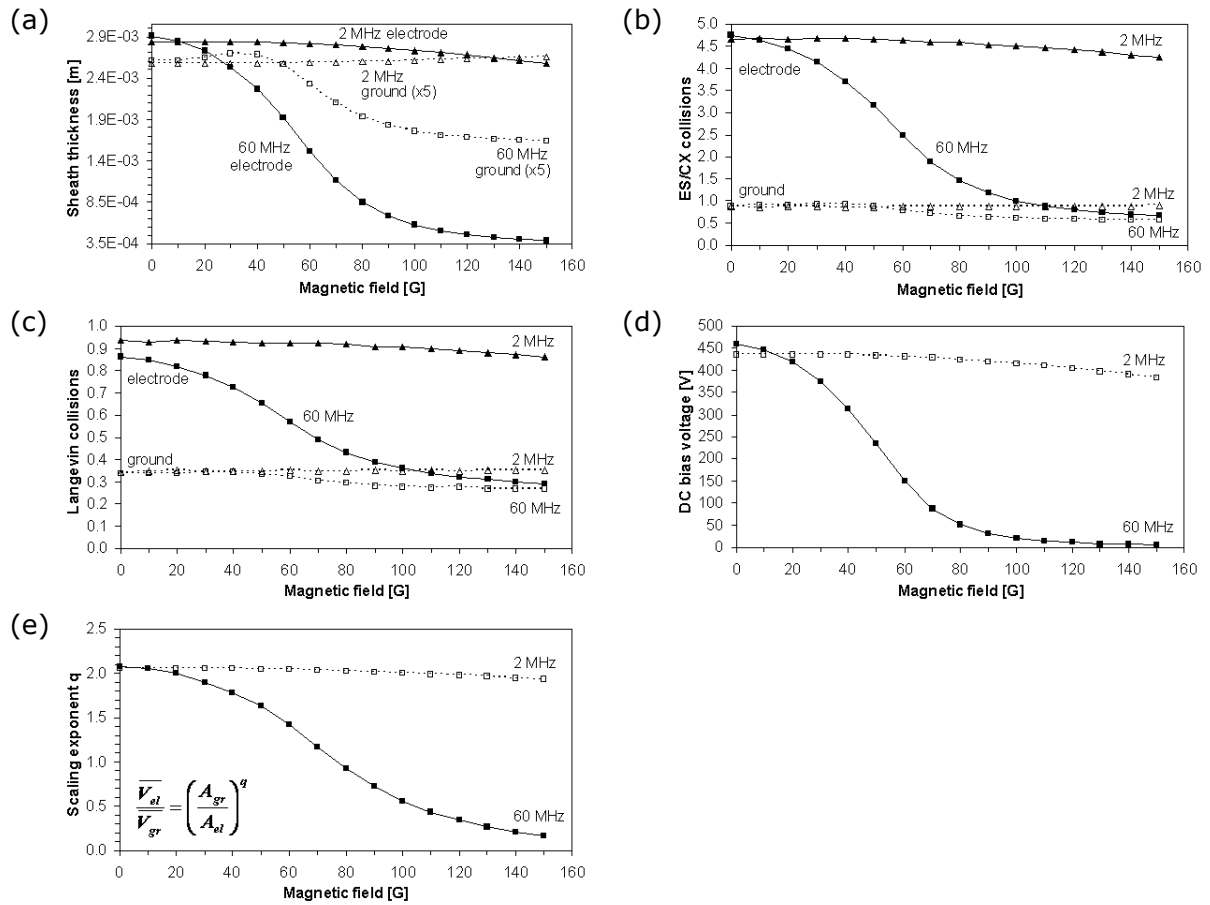 (a)
2.9E-03
2.4E-03
1.9E-03
1.4E-03
8.5E-04
3.5E-04
Sheath thickness [m]
2 MHz electrode
2 MHz
ground (x5)
60 MHz
electrode
60 MHz
ground (x5)
0 20 40 60 80 100 120 140 160
Magnetic field [G]
(b)
5.0
4.5
4.0
3.5
3.0
2.5
2.0
1.5
1.0
0.5
0.0
ES/CX collisions
2 MHz
electrode
60 MHz
ground
2 MHz
60 MHz
0 20 40 60 80 100 120 140 160
Magnetic field [G]
(c)
1.0
0.9
0.8
0.7
0.6
0.5
0.4
0.3
0.2
0.1
0.0
Langevin collisions
2 MHz
electrode
60 MHz
ground
2 MHz
60 MHz
0 20 40 60 80 100 120 140 160
Magnetic field [G]
(d)
500
450
400
350
300
250
200
150
100
50
0
DC bias voltage [V]
2 MHz
60 MHz
0 20 40 60 80 100 120 140 160
Magnetic field [G]
(e)
2.5
2.0
1.5
1.0
0.5
0.0
Scaling exponent q
2 MHz
60 MHz
V_el / V_gr = (A_gr / A_el)^q
0 20 40 60 80 100 120 140 160
Magnetic field [G]